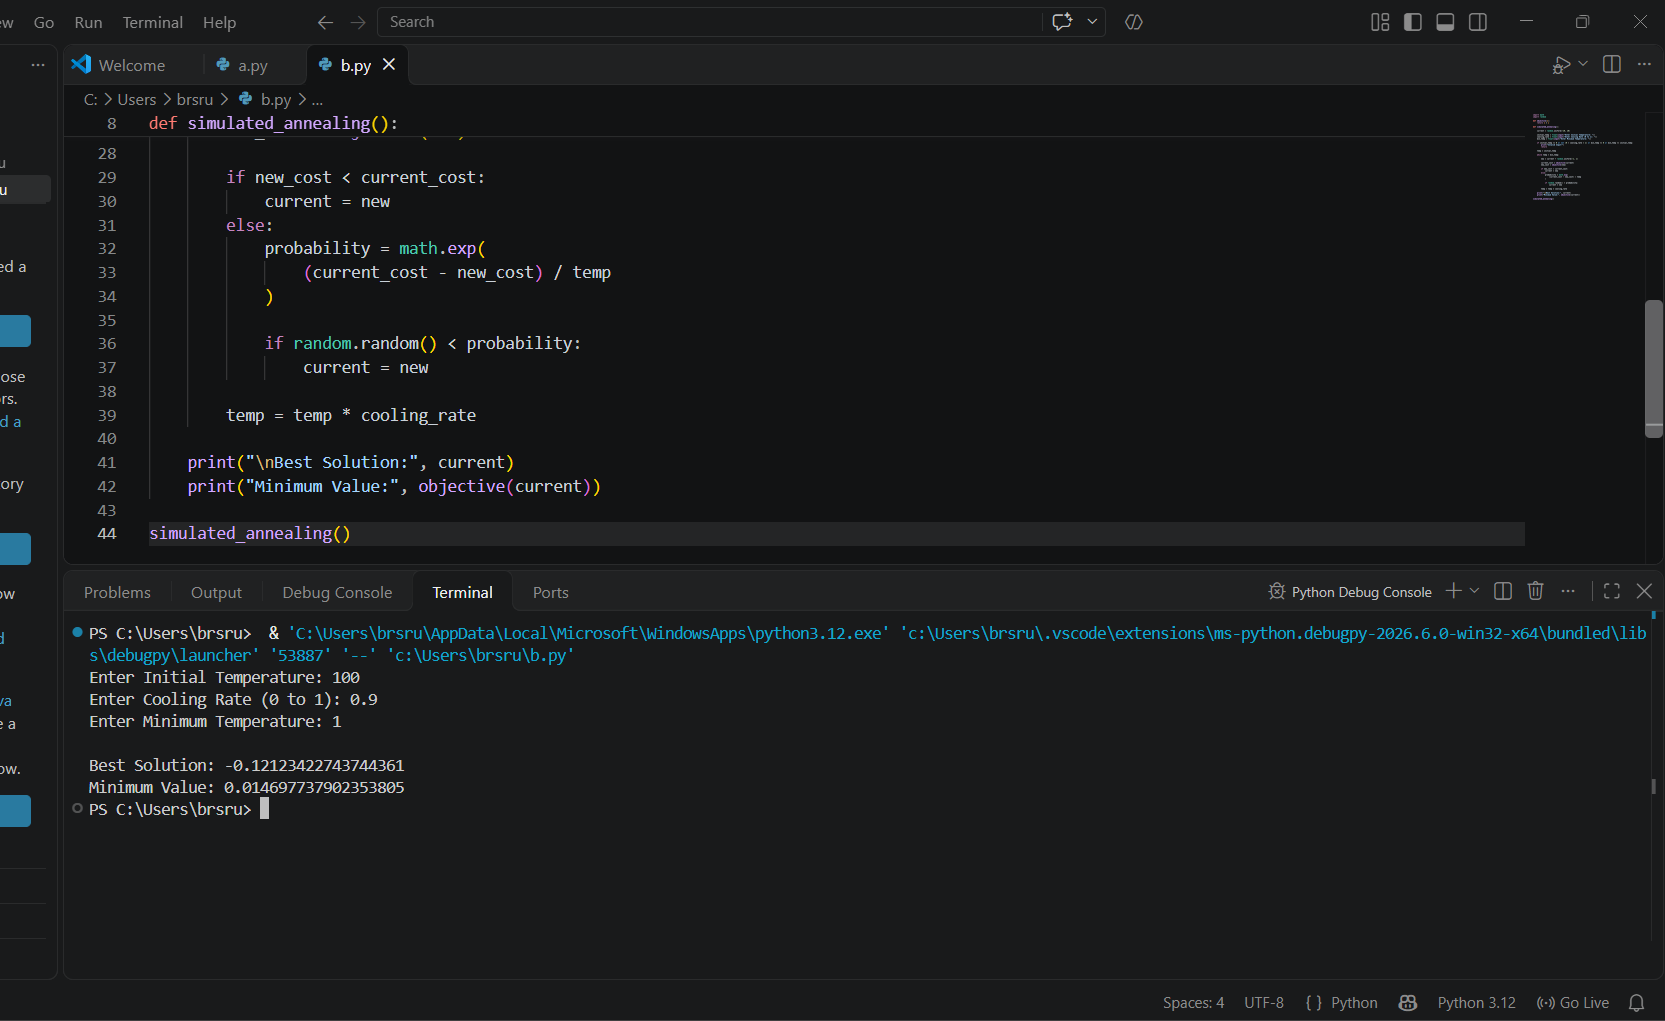 Go Run Terminal Help
Search
Welcome
a.py
b.py
C: > Users > brsru > b.py > ...
8 def simulated_annealing():
28
29 if new_cost < current_cost:
30 current = new
31 else:
32 probability = math.exp(
33 (current_cost - new_cost) / temp
34 )
35
36 if random.random() < probability:
37 current = new
38
39 temp = temp * cooling_rate
40
41 print("\nBest Solution:", current)
42 print("Minimum Value:", objective(current))
43
44 simulated_annealing()
Problems Output Debug Console Terminal Ports
Python Debug Console
PS C:\Users\brsru> & 'C:\Users\brsru\AppData\Local\Microsoft\WindowsApps\python3.12.exe' 'c:\Users\brsru\.vscode\extensions\ms-python.debugpy-2026.6.0-win32-x64\bundled\lib
s\debugpy\launcher' '53887' '--' 'c:\Users\brsru\b.py'
Enter Initial Temperature: 100
Enter Cooling Rate (0 to 1): 0.9
Enter Minimum Temperature: 1
Best Solution: -0.12123422743744361
Minimum Value: 0.014697737902353805
PS C:\Users\brsru>
Spaces: 4 UTF-8 { } Python Python 3.12 Go Live